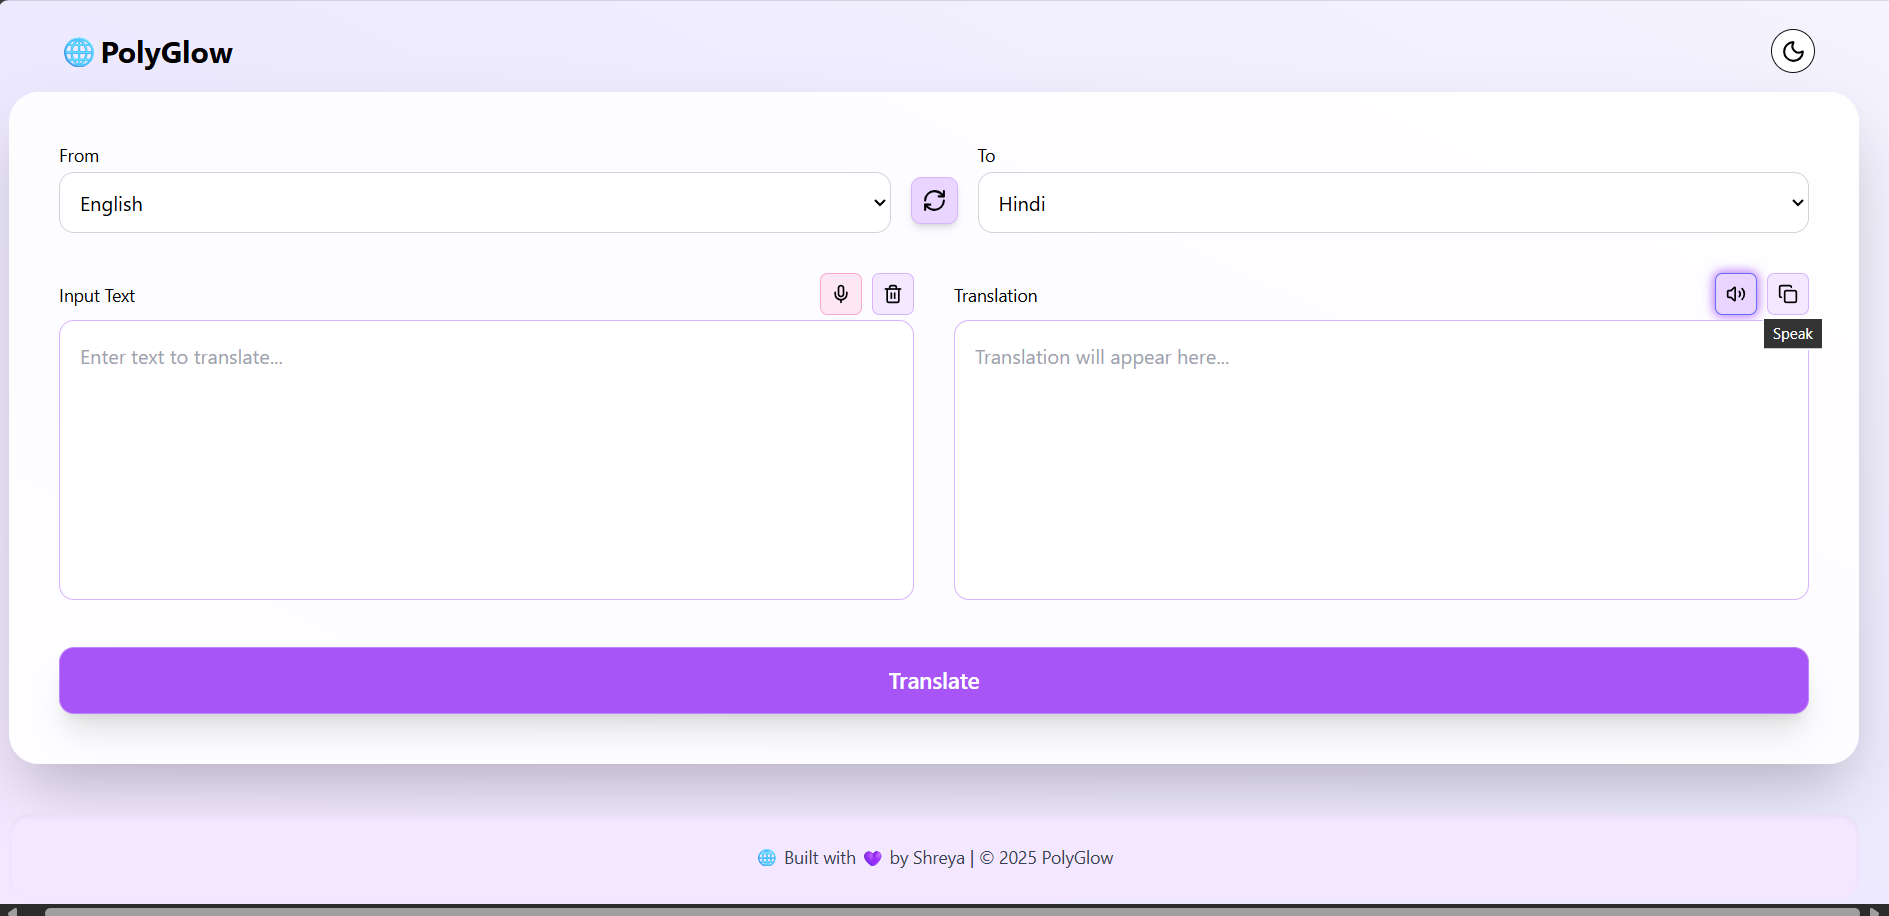 PolyGlow
From
To
English
Hindi
Input Text
Translation
Speak
Enter text to translate...
Translation will appear here...
Translate
Built with 💜 by Shreya | © 2025 PolyGlow